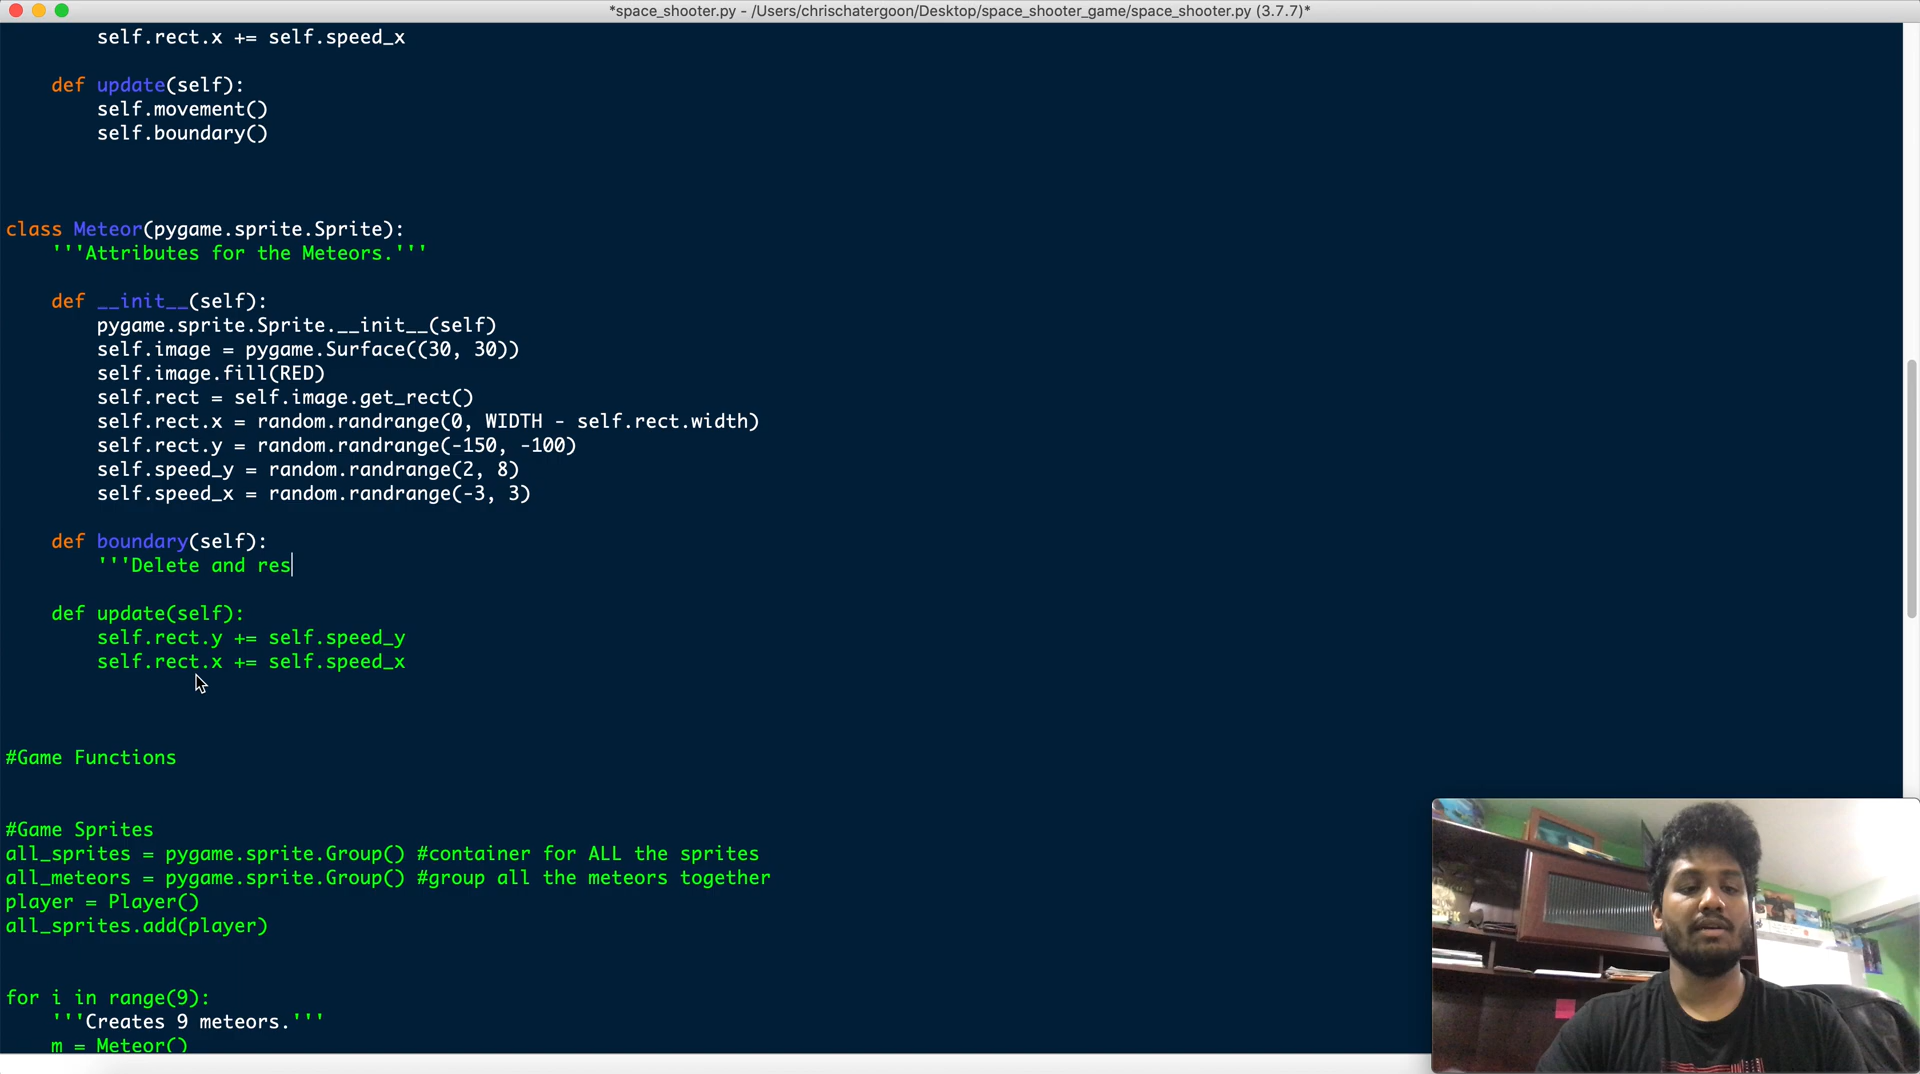 *space_shooter.py - /Users/chrischatergoon/Desktop/space_shooter_game/space_shooter.py (3.7.7)*
self.rect.x += self.speed_x
def update(self):
self.movement()
self.boundary()
class Meteor(pygame.sprite.Sprite):
'''Attributes for the Meteors.'''
def __init__(self):
pygame.sprite.Sprite.__init__(self)
self.image = pygame.Surface((30, 30))
self.image.fill(RED)
self.rect = self.image.get_rect()
self.rect.x = random.randrange(0, WIDTH - self.rect.width)
self.rect.y = random.randrange(-150, -100)
self.speed_y = random.randrange(2, 8)
self.speed_x = random.randrange(-3, 3)
def boundary(self):
'''Delete and res
def update(self):
self.rect.y += self.speed_y
self.rect.x += self.speed_x
#Game Functions
#Game Sprites
all_sprites = pygame.sprite.Group() #container for ALL the sprites
all_meteors = pygame.sprite.Group() #group all the meteors together
player = Player()
all_sprites.add(player)
for i in range(9):
'''Creates 9 meteors.'''
m = Meteor()